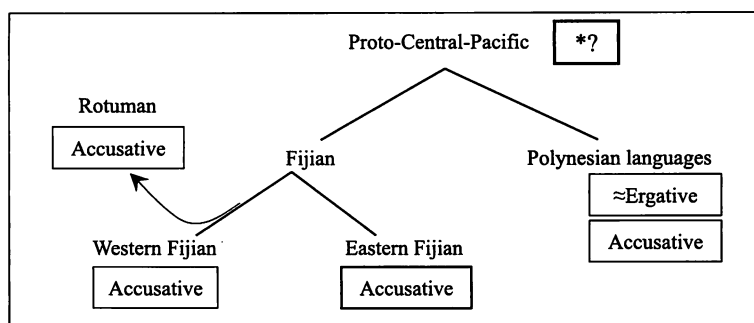 Proto-Central-Pacific *?
Rotuman
Accusative
Fijian
Polynesian languages
≈Ergative
Accusative
Western Fijian
Accusative
Eastern Fijian
Accusative